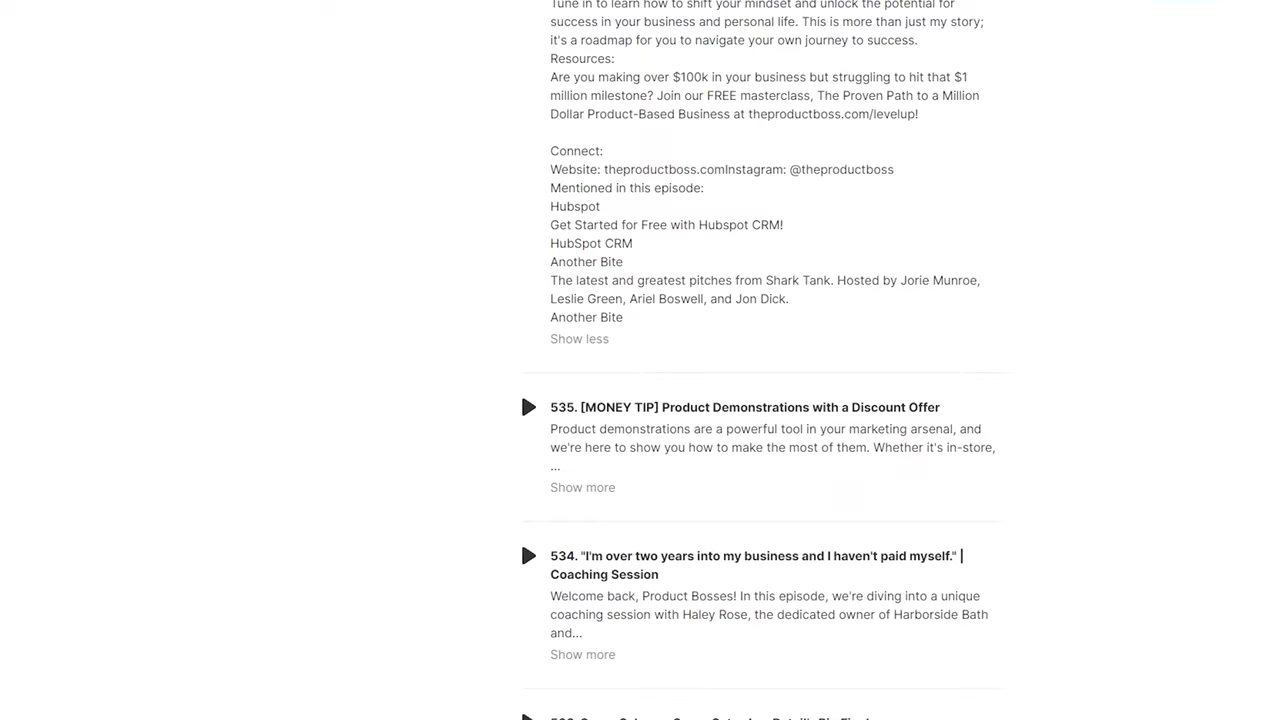 Tune in to learn how to shift your mindset and unlock the potential for
success in your business and personal life. This is more than just my story;
it's a roadmap for you to navigate your own journey to success.
Resources:
Are you making over $100k in your business but struggling to hit that $1
million milestone? Join our FREE masterclass, The Proven Path to a Million
Dollar Product-Based Business at theproductboss.com/levelup!
Connect:
Website: theproductboss.comInstagram: @theproductboss
Mentioned in this episode:
Hubspot
Get Started for Free with Hubspot CRM!
HubSpot CRM
Another Bite
The latest and greatest pitches from Shark Tank. Hosted by Jorie Munroe,
Leslie Green, Ariel Boswell, and Jon Dick.
Another Bite
Show less
535. [MONEY TIP] Product Demonstrations with a Discount Offer
Product demonstrations are a powerful tool in your marketing arsenal, and
we're here to show you how to make the most of them. Whether it's in-store,
...
Show more
534. "I'm over two years into my business and I haven't paid myself." |
Coaching Session
Welcome back, Product Bosses! In this episode, we're diving into a unique
coaching session with Haley Rose, the dedicated owner of Harborside Bath
and...
Show more